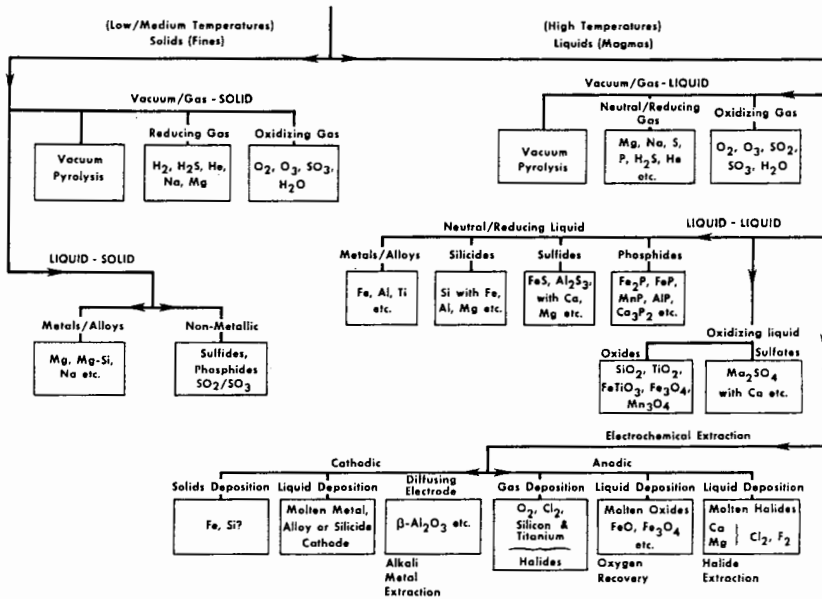 (Low/Medium Temperatures)
Solids (Fines)
(High Temperatures)
Liquids (Magmas)
Vacuum/Gas - SOLID
Reducing Gas
Oxidizing Gas
Vacuum
Pyrolysis
H2, H2S, He,
Na, Mg
O2, O3, SO3,
H2O
Vacuum/Gas - LIQUID
Neutral/Reducing
Gas
Oxidizing Gas
Vacuum
Pyrolysis
Mg, Na, S,
P, H2S, He
etc.
O2, O3, SO2,
SO3, H2O
LIQUID - SOLID
Metals/Alloys
Non-Metallic
Mg, Mg-Si,
Na etc.
Sulfides,
Phosphides
SO2/SO3
LIQUID - LIQUID
Neutral/Reducing Liquid
Metals/Alloys
Silicides
Sulfides
Phosphides
Fe, Al, Ti
etc.
Si with Fe,
Al, Mg etc.
FeS, Al2S3,
with Ca,
Mg etc.
Fe2P, FeP,
MnP, AlP,
Ca3P2 etc.
Oxidizing liquid
Oxides
Sulfates
SiO2, TiO2,
FeTiO3, Fe3O4,
Mn3O4
Ma2SO4
with Ca etc.
Electrochemical Extraction
Cathodic
Anodic
Solids Deposition
Liquid Deposition
Diffusing
Electrode
Gas Deposition
Liquid Deposition
Liquid Deposition
Fe, Si?
Molten Metal,
Alloy or Silicide
Cathode
β-Al2O3 etc.
Alkali
Metal
Extraction
O2, Cl2,
Silicon &
Titanium
Halides
Molten Oxides
FeO, Fe3O4
etc.
Oxygen
Recovery
Molten Halides
Ca
Mg } Cl2, F2
Halide
Extraction